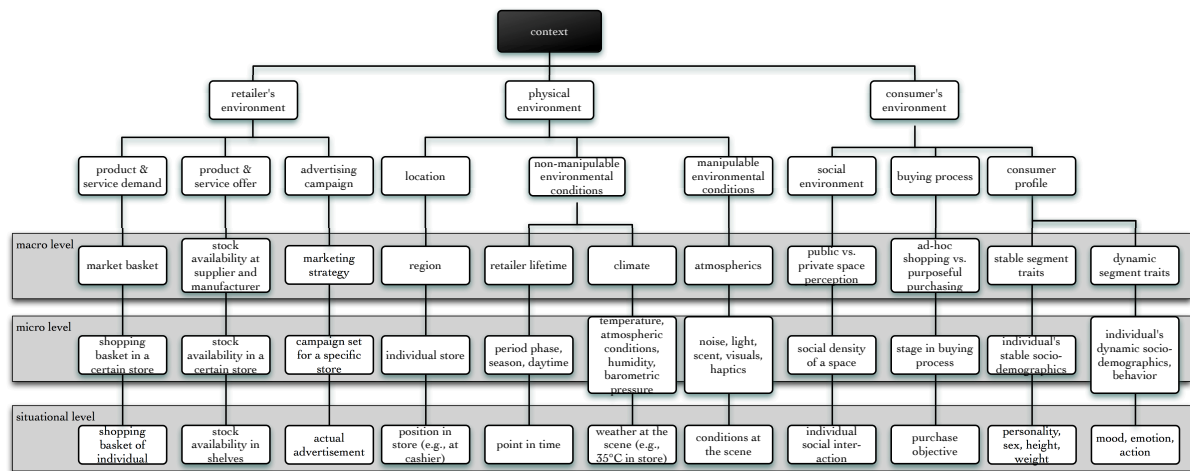 context
retailer's
environment
physical
environment
consumer's
environment
product &
service demand
product &
service offer
advertising
campaign
location
non-manipulable
environmental
conditions
manipulable
environmental
conditions
social
environment
buying process
consumer
profile
macro level
market basket
stock
availability at
supplier and
manufacturer
marketing
strategy
region
retailer lifetime
climate
atmospherics
public vs.
private space
perception
ad-hoc
shopping vs.
purposeful
purchasing
stable segment
traits
dynamic
segment traits
micro level
shopping
basket in a
certain store
stock
availability in a
certain store
campaign set
for a specific
store
individual store
period phase,
season, daytime
temperature,
atmospheric
conditions,
humidity,
barometric
pressure
noise, light,
scent, visuals,
haptics
social density
of a space
stage in buying
process
individual's
stable socio-
demographics
individual's
dynamic socio-
demographics,
behavior
situational level
shopping
basket of
individual
stock
availability in
shelves
actual
advertisement
position in
store (e.g., at
cashier)
point in time
weather at the
scene (e.g.,
35°C in store)
conditions at
the scene
individual
social inter-
action
purchase
objective
personality,
sex, height,
weight
mood, emotion,
action